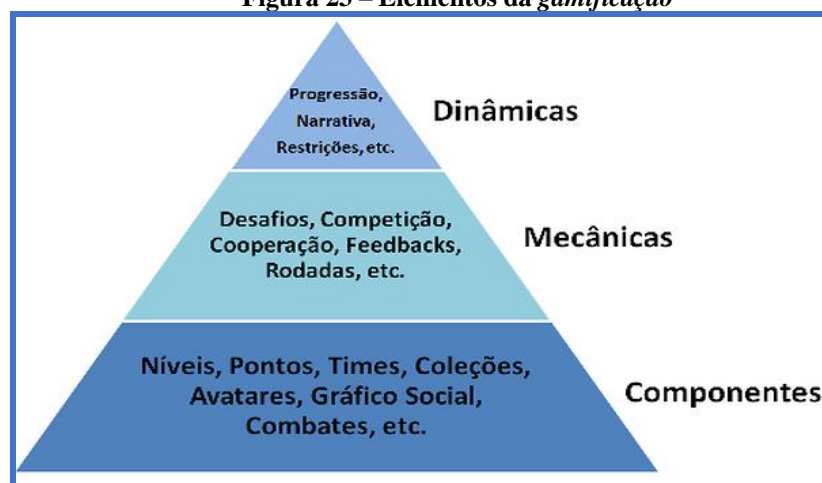 Figura 23 – Elementos da gamificação
Progressão,
Narrativa,
Restrições, etc.
Dinâmicas
Desafios, Competição,
Cooperação, Feedbacks,
Rodadas, etc.
Mecânicas
Níveis, Pontos, Times, Coleções,
Avatares, Gráfico Social,
Combates, etc.
Componentes